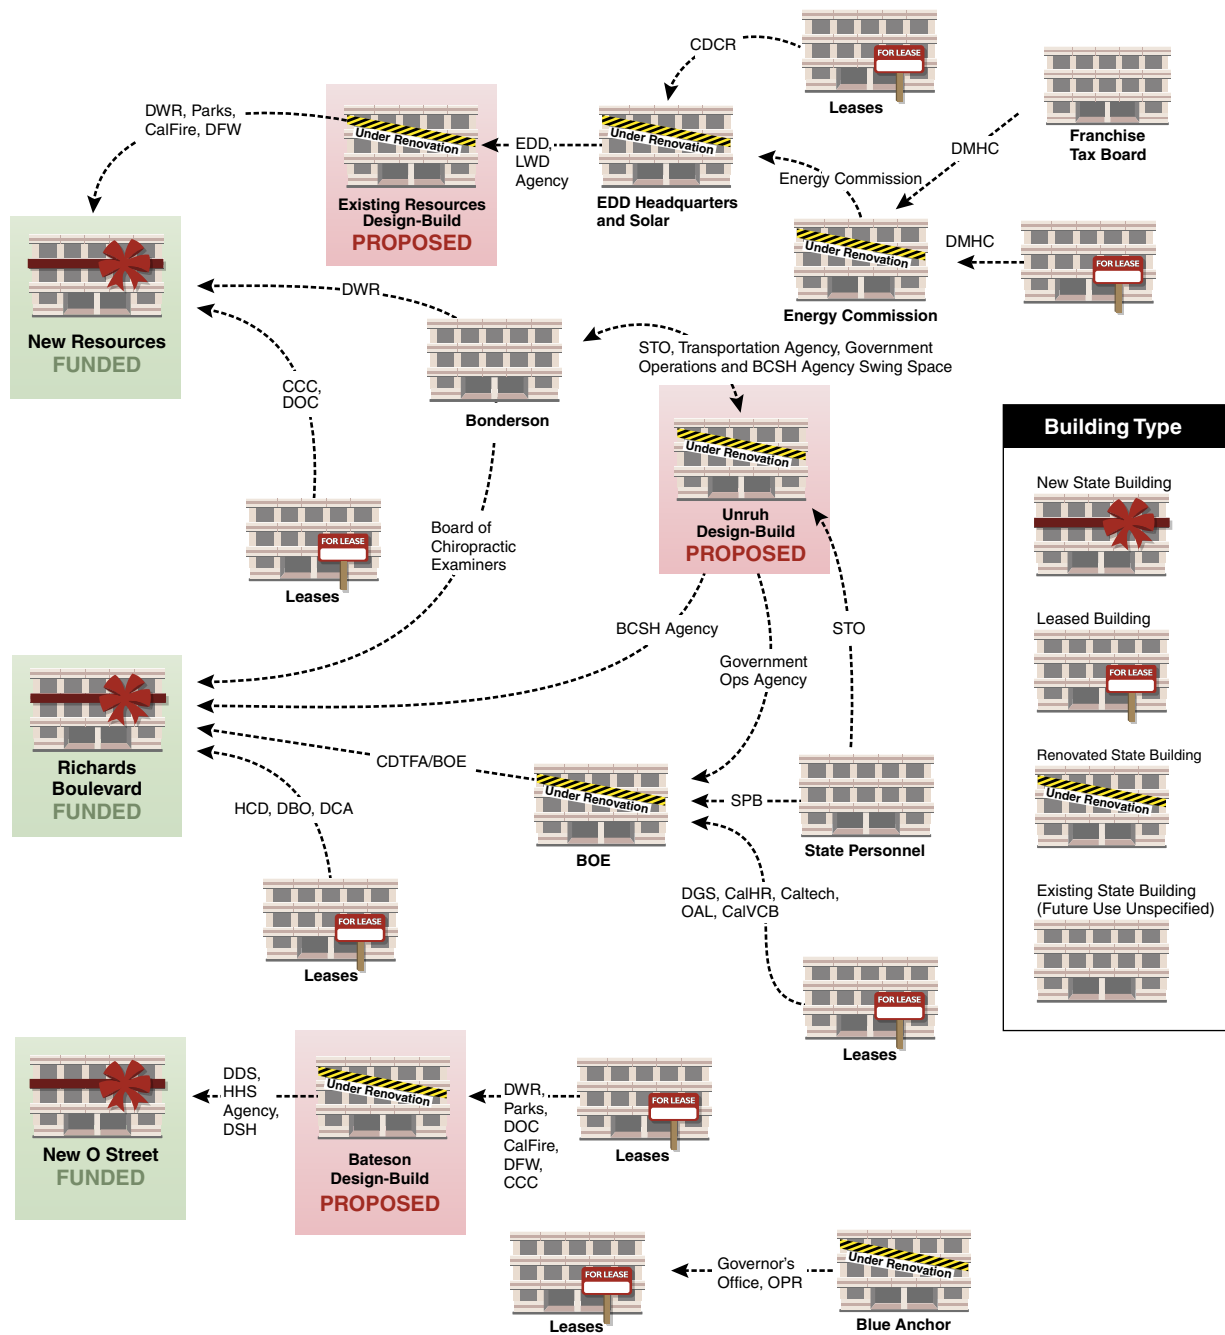 CDCR
FOR LEASE
Leases
DWR, Parks,
CalFire, DFW
Under Renovation
Existing Resources
Design-Build
PROPOSED
EDD,
LWD
Agency
Under Renovation
EDD Headquarters
and Solar
Franchise
Tax Board
DMHC
Energy Commission
Under Renovation
Energy Commission
DMHC
FOR LEASE
New Resources
FUNDED
DWR
Bonderson
STO, Transportation Agency, Government
Operations and BCSH Agency Swing Space
CCC,
DOC
FOR LEASE
Leases
Under Renovation
Unruh
Design-Build
PROPOSED
Board of
Chiropractic
Examiners
BCSH Agency
Government
Ops Agency
STO
Richards
Boulevard
FUNDED
CDTFA/BOE
HCD, DBO, DCA
FOR LEASE
Leases
Under Renovation
BOE
SPB
State Personnel
DGS, CalHR, Caltech,
OAL, CalVCB
FOR LEASE
Leases
Building Type
New State Building
Leased Building
FOR LEASE
Renovated State Building
Under Renovation
Existing State Building
(Future Use Unspecified)
New O Street
FUNDED
DDS,
HHS
Agency,
DSH
Under Renovation
Bateson
Design-Build
PROPOSED
DWR,
Parks,
DOC
CalFire,
DFW,
CCC
FOR LEASE
Leases
FOR LEASE
Leases
Governor's
Office, OPR
Under Renovation
Blue Anchor